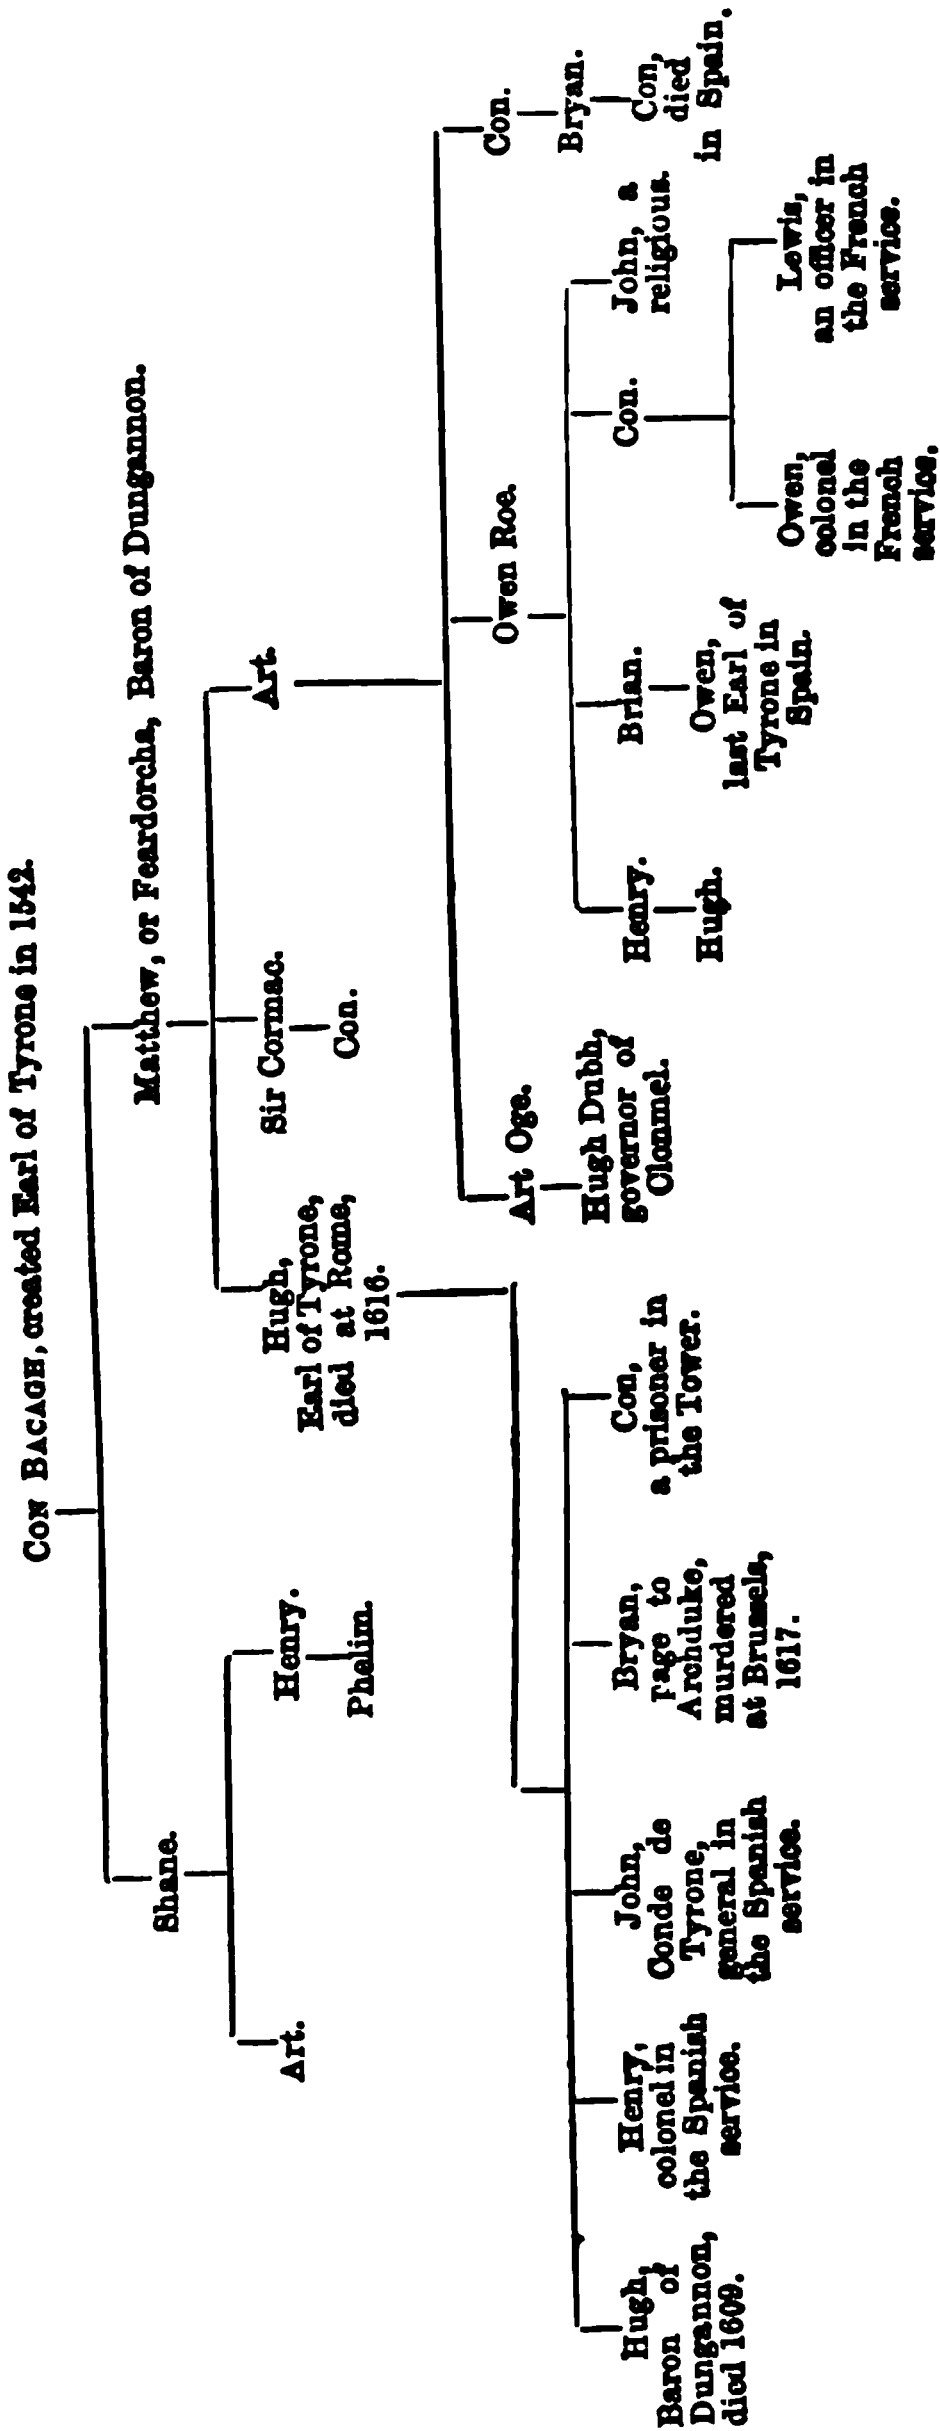 CON BACAGH, created Earl of Tyrone in 1542.
Shane.
Matthew, or Feardorcha, Baron of Dungannon.
Art.
Henry.
Phelim.
Hugh,
Earl of Tyrone,
died at Rome,
1616.
Sir Cormac.
Con.
Art.
Hugh,
Baron of
Dungannon,
died 1609.
Henry,
colonel in
the Spanish
service.
John,
Conde de
Tyrone,
general in
the Spanish
service.
Bryan,
page to
Archduke,
murdered
at Brussels,
1617.
Con,
a prisoner in
the Tower.
Art Oge.
Hugh Dubh,
governor of
Clonmel.
Owen Roe.
Con.
Bryan.
Con,
died
in Spain.
Henry.
Hugh.
Brian.
Owen,
last Earl of
Tyrone in
Spain.
Con.
John, a
religious.
Owen,
colonel
in the
French
service.
Lewis,
an officer in
the French
service.